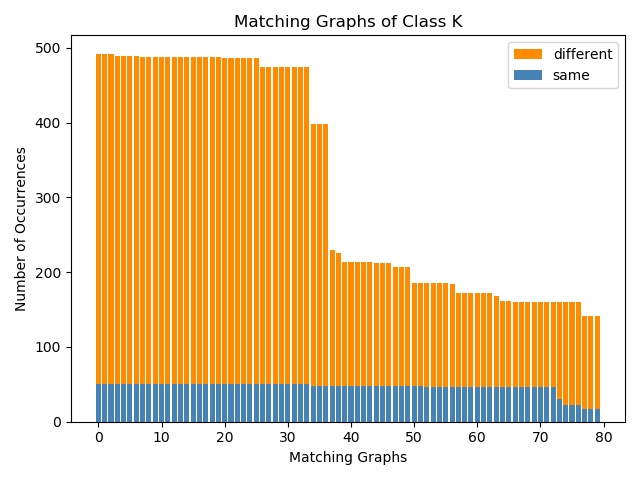 Matching Graphs of Class K
different
same
Number of Occurrences
500
400
300
200
100
0
0 10 20 30 40 50 60 70 80
Matching Graphs